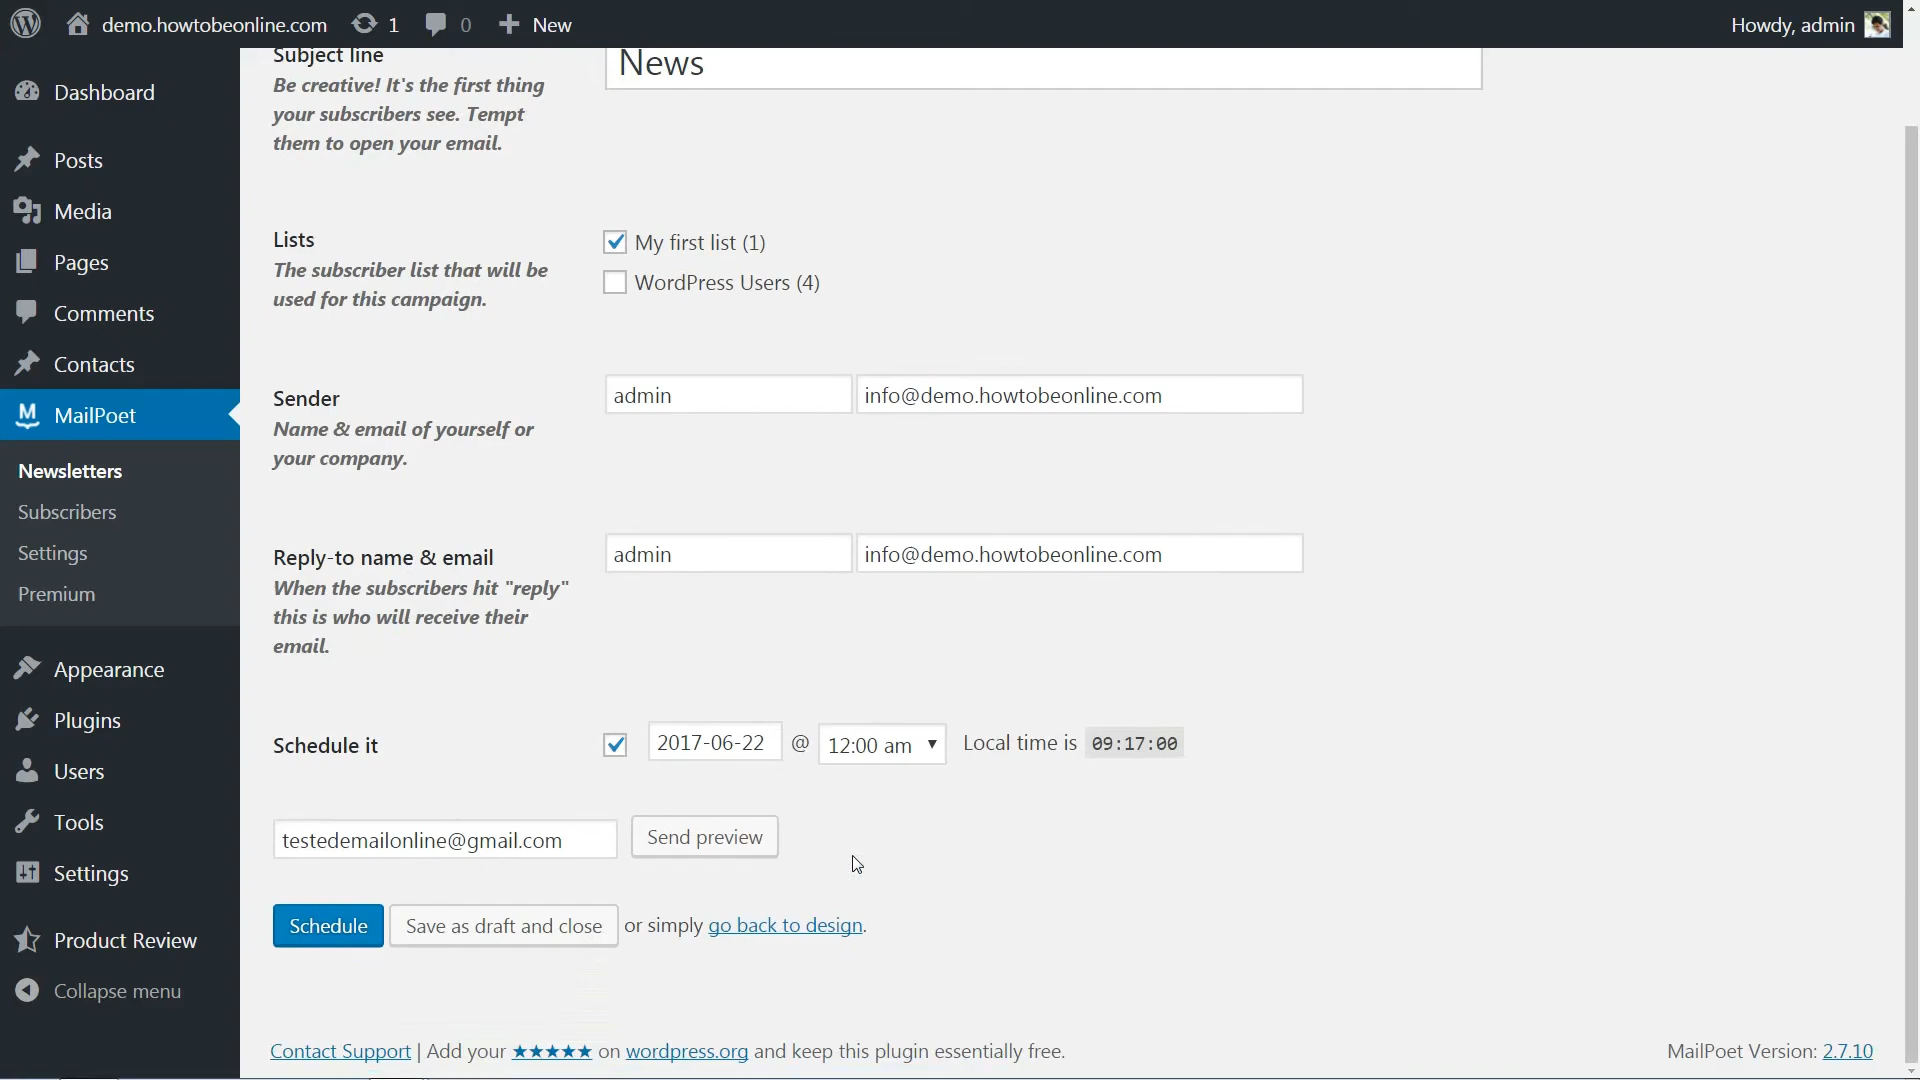 demo.howtobeonline.com 1 0 New Howdy, admin
Dashboard
Posts
Media
Pages
Comments
Contacts
MailPoet
Newsletters
Subscribers
Settings
Premium
Appearance
Plugins
Users
Tools
Settings
Product Review
Collapse menu
Subject line
Be creative! It's the first thing
your subscribers see. Tempt
them to open your email.
News
Lists
The subscriber list that will be
used for this campaign.
My first list (1)
WordPress Users (4)
Sender
Name & email of yourself or
your company.
admin info@demo.howtobeonline.com
Reply-to name & email
When the subscribers hit "reply"
this is who will receive their
email.
admin info@demo.howtobeonline.com
Schedule it 2017-06-22 @ 12:00 am Local time is 09:17:00
testedemailonline@gmail.com Send preview
Schedule Save as draft and close or simply go back to design.
Contact Support | Add your ★★★★★ on wordpress.org and keep this plugin essentially free. MailPoet Version: 2.7.10